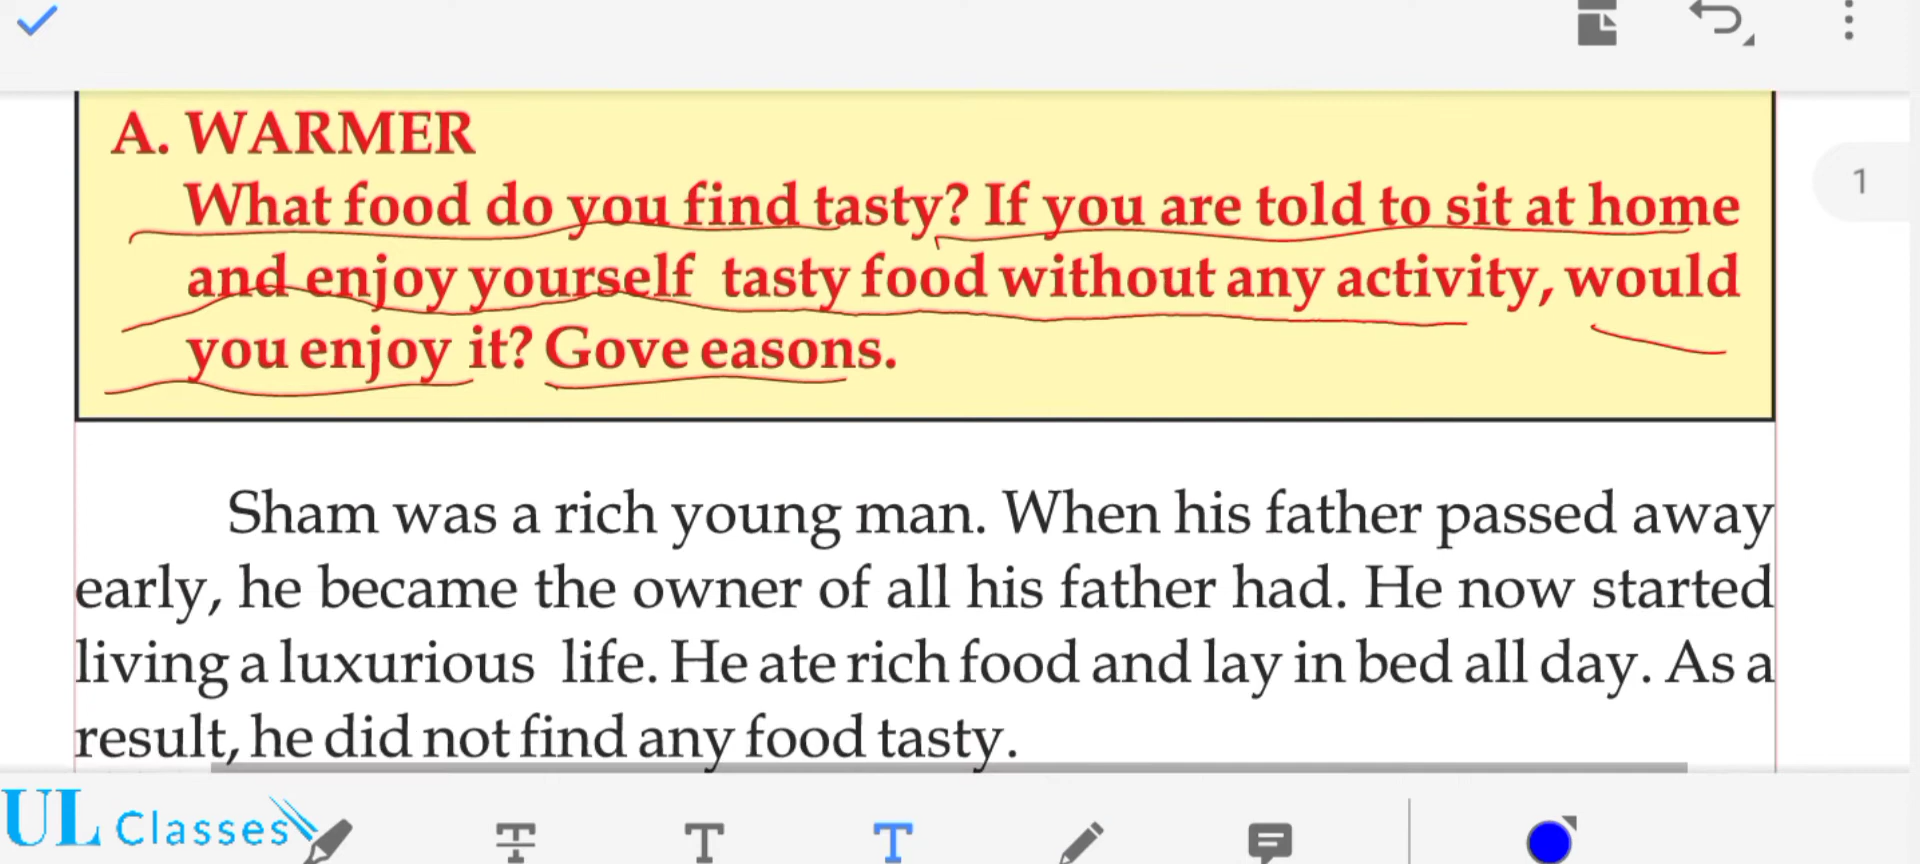 A. WARMER
What food do you find tasty? If you are told to sit at home
and enjoy yourself tasty food without any activity, would
you enjoy it? Gove easons.
1
Sham was a rich young man. When his father passed away
early, he became the owner of all his father had. He now started
living a luxurious life. He ate rich food and lay in bed all day. As a
result, he did not find any food tasty.
UL Classes
T T T